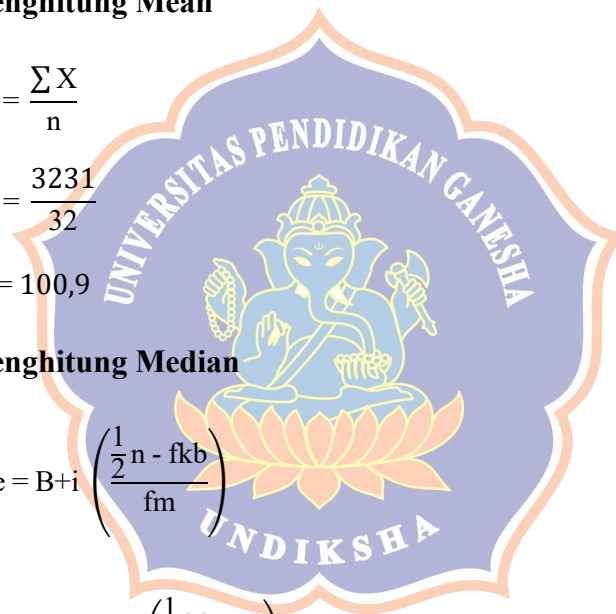 enghitung Mean
= ∑ X / n
= 3231 / 32
= 100,9
enghitung Median
e = B+i ( (1/2 n - fkb) / fm )
UNIVERSITAS PENDIDIKAN GANESHA
UNDIKSHA